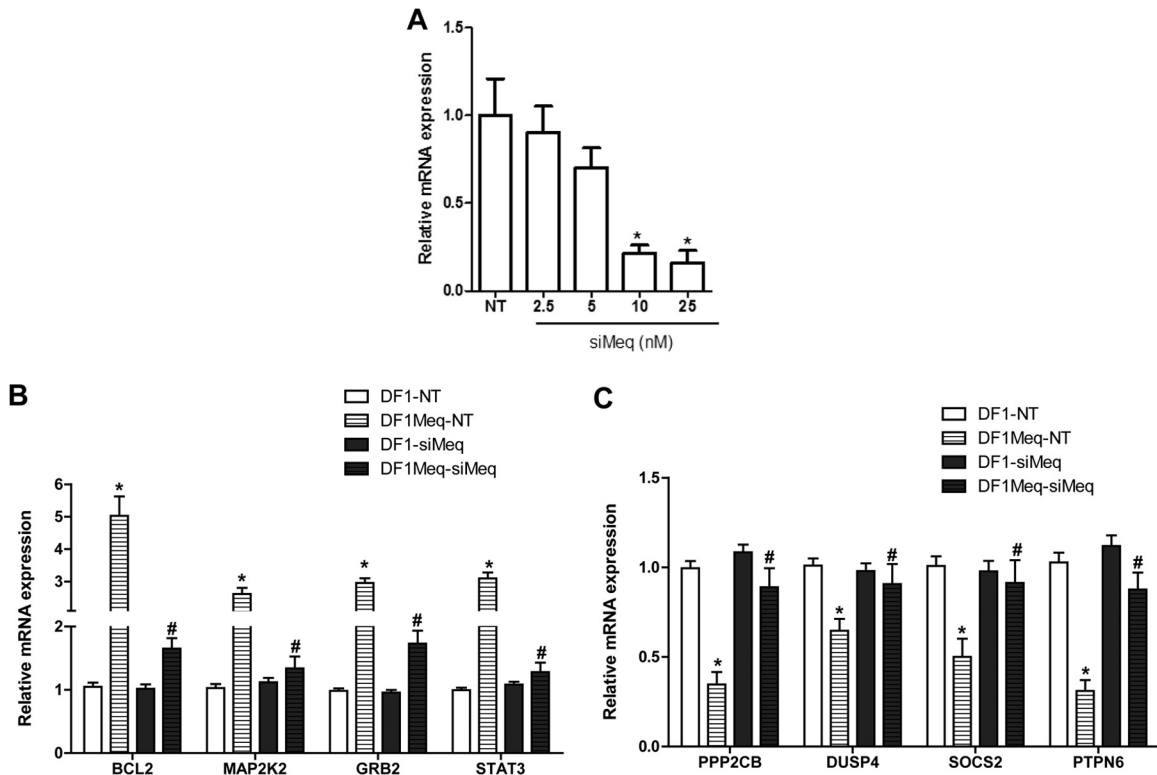 A
Relative mRNA expression
1.5
1.0
0.5
0.0
NT 2.5 5 10 25
* *
siMeq (nM)
B
DF1-NT
DF1Meq-NT
DF1-siMeq
DF1Meq-siMeq
Relative mRNA expression
6
5
4
3
2
1
0
* # * # * # * #
BCL2 MAP2K2 GRB2 STAT3
C
DF1-NT
DF1Meq-NT
DF1-siMeq
DF1Meq-siMeq
Relative mRNA expression
1.5
1.0
0.5
0.0
* # * # * # * #
PPP2CB DUSP4 SOCS2 PTPN6